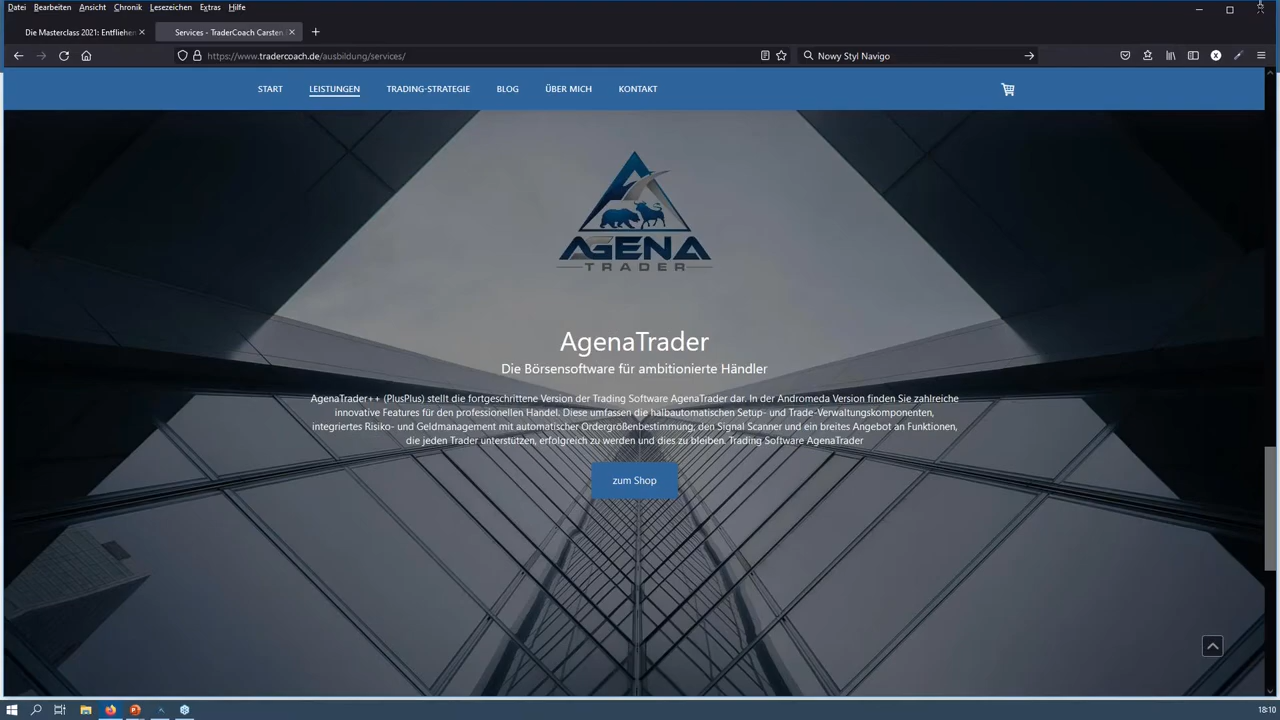 Datei Bearbeiten Ansicht Chronik Lesezeichen Extras Hilfe
Die Masterclass 2021: Entfliehen
Services - TraderCoach Carsten
https://www.tradercoach.de/ausbildung/services/
Nowy Styl Navigo
START LEISTUNGEN TRADING-STRATEGIE BLOG ÜBER MICH KONTAKT
AGENA
TRADER
AgenaTrader
Die Börsensoftware für ambitionierte Händler
AgenaTrader++ (PlusPlus) stellt die fortgeschrittene Version der Trading Software AgenaTrader dar. In der Andromeda Version finden Sie zahlreiche
innovative Features für den professionellen Handel. Diese umfassen die halbautomatischen Setup- und Trade-Verwaltungskomponenten,
integriertes Risiko- und Geldmanagement mit automatischer Ordergrößenbestimmung, den Signal Scanner und ein breites Angebot an Funktionen,
die jeden Trader unterstützen, erfolgreich zu werden und dies zu bleiben. Trading Software AgenaTrader
zum Shop
18:10